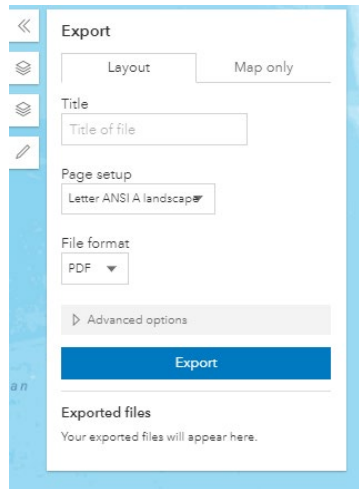 Export
Layout Map only
Title
Title of file
Page setup
Letter ANSI A landscape
File format
PDF
Advanced options
Export
an
Exported files
Your exported files will appear here.